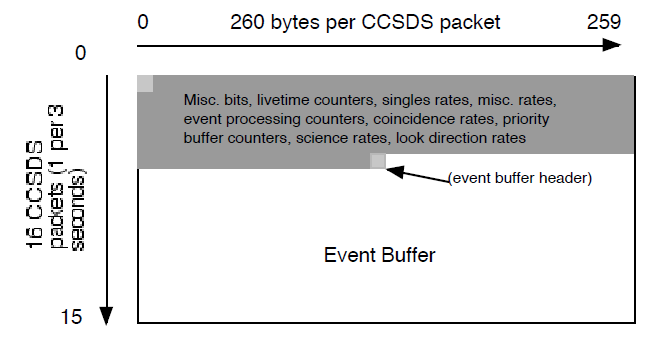 0 260 bytes per CCSDS packet 259
0
Misc. bits, livetime counters, singles rates, misc. rates,
event processing counters, coincidence rates, priority
buffer counters, science rates, look direction rates
(event buffer header)
16 CCSDS
packets (1 per 3
seconds)
Event Buffer
15